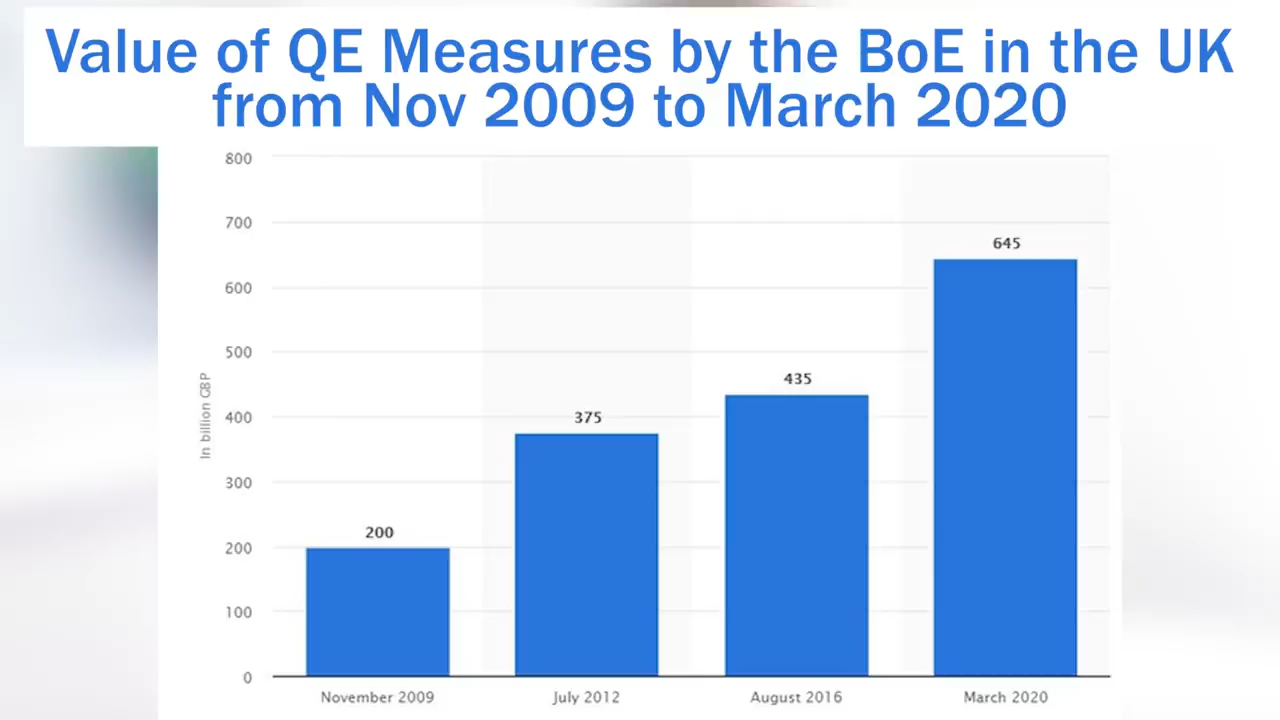 Value of QE Measures by the BoE in the UK
from Nov 2009 to March 2020
800
700
600
500
400
300
200
100
0
In billion GBP
200
375
435
645
November 2009
July 2012
August 2016
March 2020